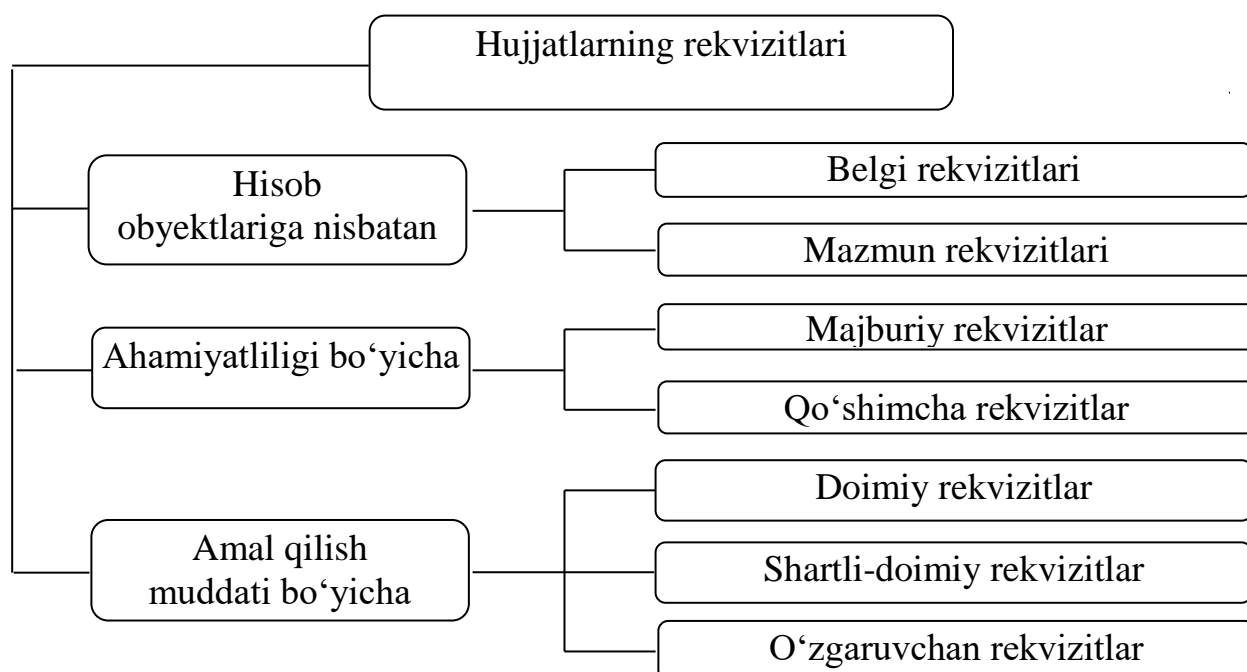 Hujjatlarning rekvizitlari
Hisob
obyektlariga nisbatan
Belgi rekvizitlari
Mazmun rekvizitlari
Ahamiyatliligi bo‘yicha
Majburiy rekvizitlar
Qo‘shimcha rekvizitlar
Amal qilish
muddati bo‘yicha
Doimiy rekvizitlar
Shartli-doimiy rekvizitlar
O‘zgaruvchan rekvizitlar